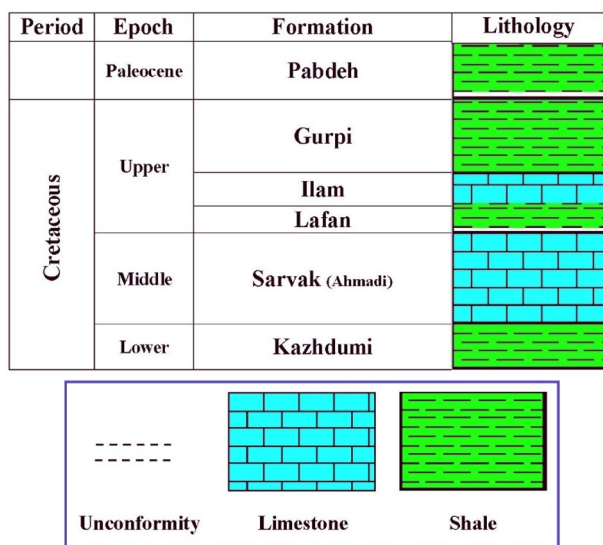 Period Epoch Formation Lithology
Paleocene Pabdeh
Cretaceous
Upper
Gurpi
Ilam
Lafan
Middle
Sarvak (Ahmadi)
Lower
Kazhdumi
Unconformity Limestone Shale